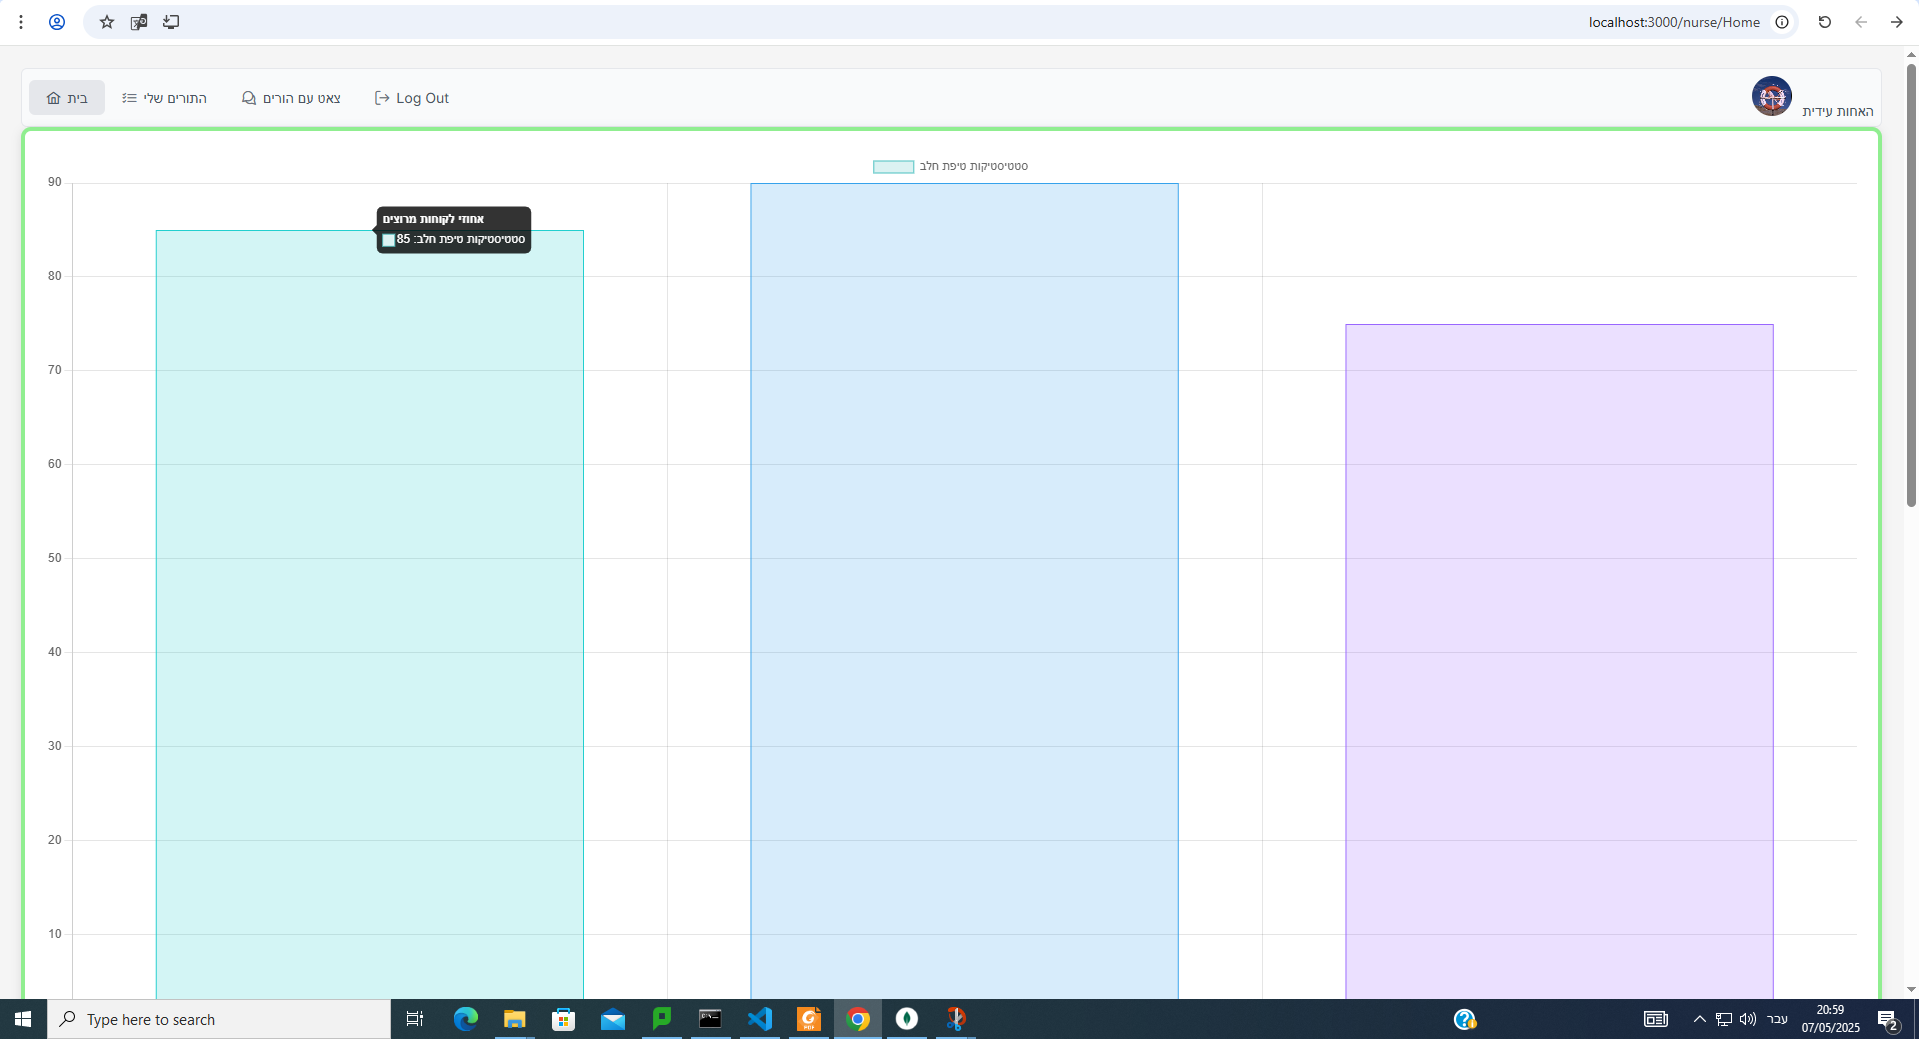 localhost:3000/nurse/Home
בית
התורים שלי
צאט עם הורים
Log Out
האחות עידית
סטטיסטיקות טיפת חלב
90
אחוזי לקוחות מרוצים
סטטיסטיקות טיפת חלב: 85
80
70
60
50
40
30
20
10
Type here to search
עבר
20:59
07/05/2025
2